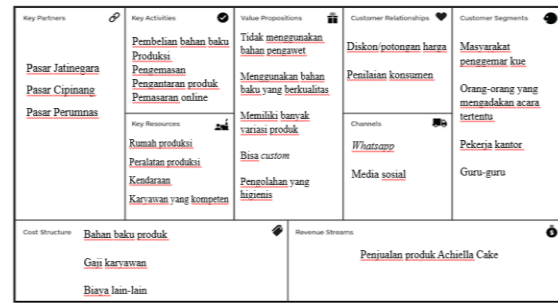 Key Partners
Pasar Jatinegara
Pasar Cipinang
Pasar Perumnas
Key Activities
Pembelian bahan baku
Produksi
Pengemasan
Pengantaran produk
Pemasaran online
Key Resources
Rumah produksi
Peralatan produksi
Kendaraan
Karyawan yang kompeten
Value Propositions
Tidak menggunakan
bahan pengawet
Menggunakan bahan
baku yang berkualitas
Memiliki banyak
variasi produk
Bisa custom
Pengolahan yang
higienis
Customer Relationships
Diskon/potongan harga
Penilaian konsumen
Channels
Whatsapp
Media sosial
Customer Segments
Masyarakat
penggemar kue
Orang-orang yang
mengadakan acara
tertentu
Pekerja kantor
Guru-guru
Cost Structure
Bahan baku produk
Gaji karyawan
Biaya lain-lain
Revenue Streams
Penjualan produk Achiella Cake